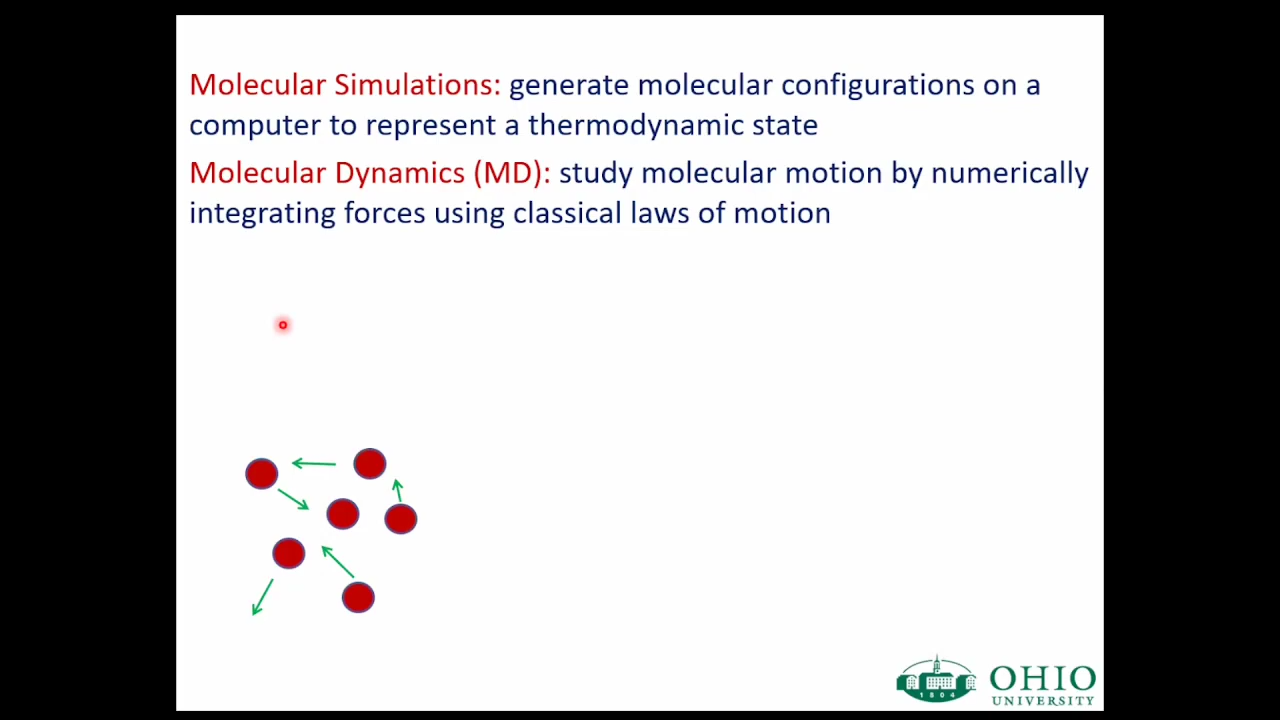 Molecular Simulations: generate molecular configurations on a
computer to represent a thermodynamic state
Molecular Dynamics (MD): study molecular motion by numerically
integrating forces using classical laws of motion
1804
OHIO
UNIVERSITY